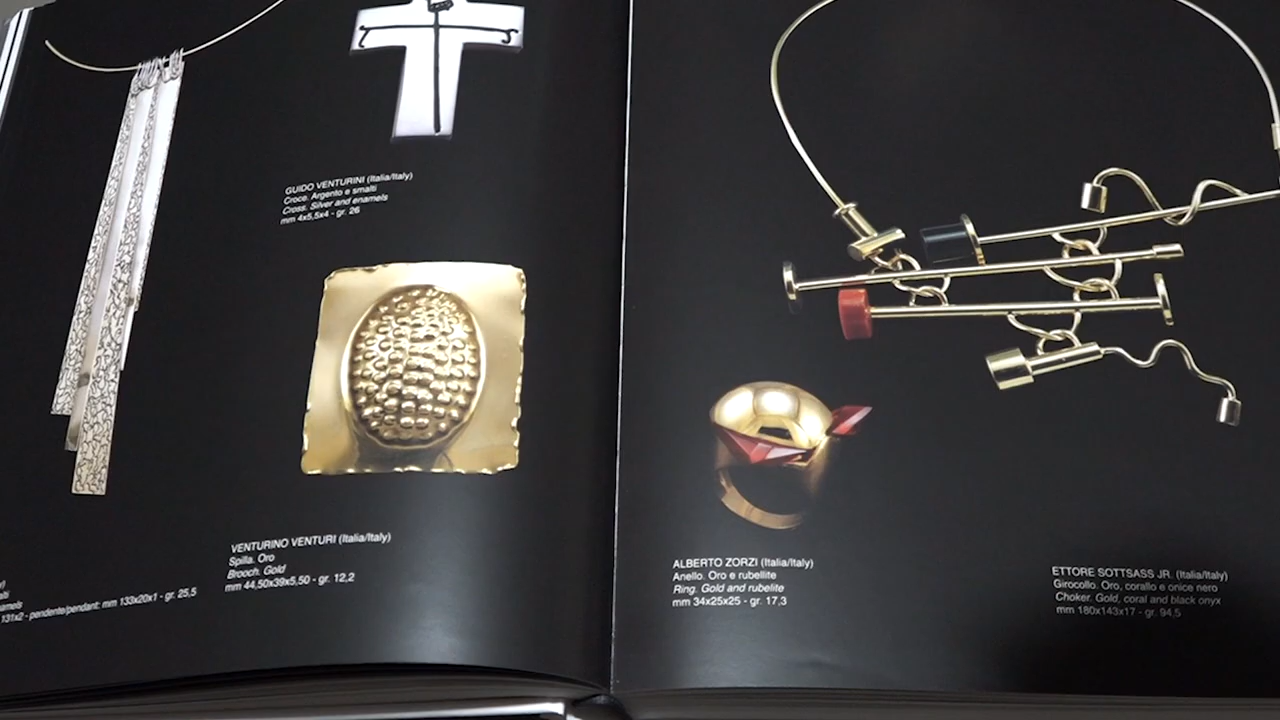 GUIDO VENTURINI (Italia/Italy)
Croce. Argento e smalti
Cross. Silver and enamels
mm 4x5,5x4 - gr. 26
VENTURINO VENTURI (Italia/Italy)
Spilla. Oro
Brooch. Gold
mm 44,50x39x5,50 - gr. 12,2
131x2 - pendente/pendant: mm 133x20x1 - gr. 25,5
ALBERTO ZORZI (Italia/Italy)
Anello. Oro e rubellite
Ring. Gold and rubelite
mm 34x25x25 - gr. 17,3
ETTORE SOTTSASS JR. (Italia/Italy)
Girocollo. Oro, corallo e onice nero
Choker. Gold, coral and black onyx
mm 180x143x17 - gr. 94,5